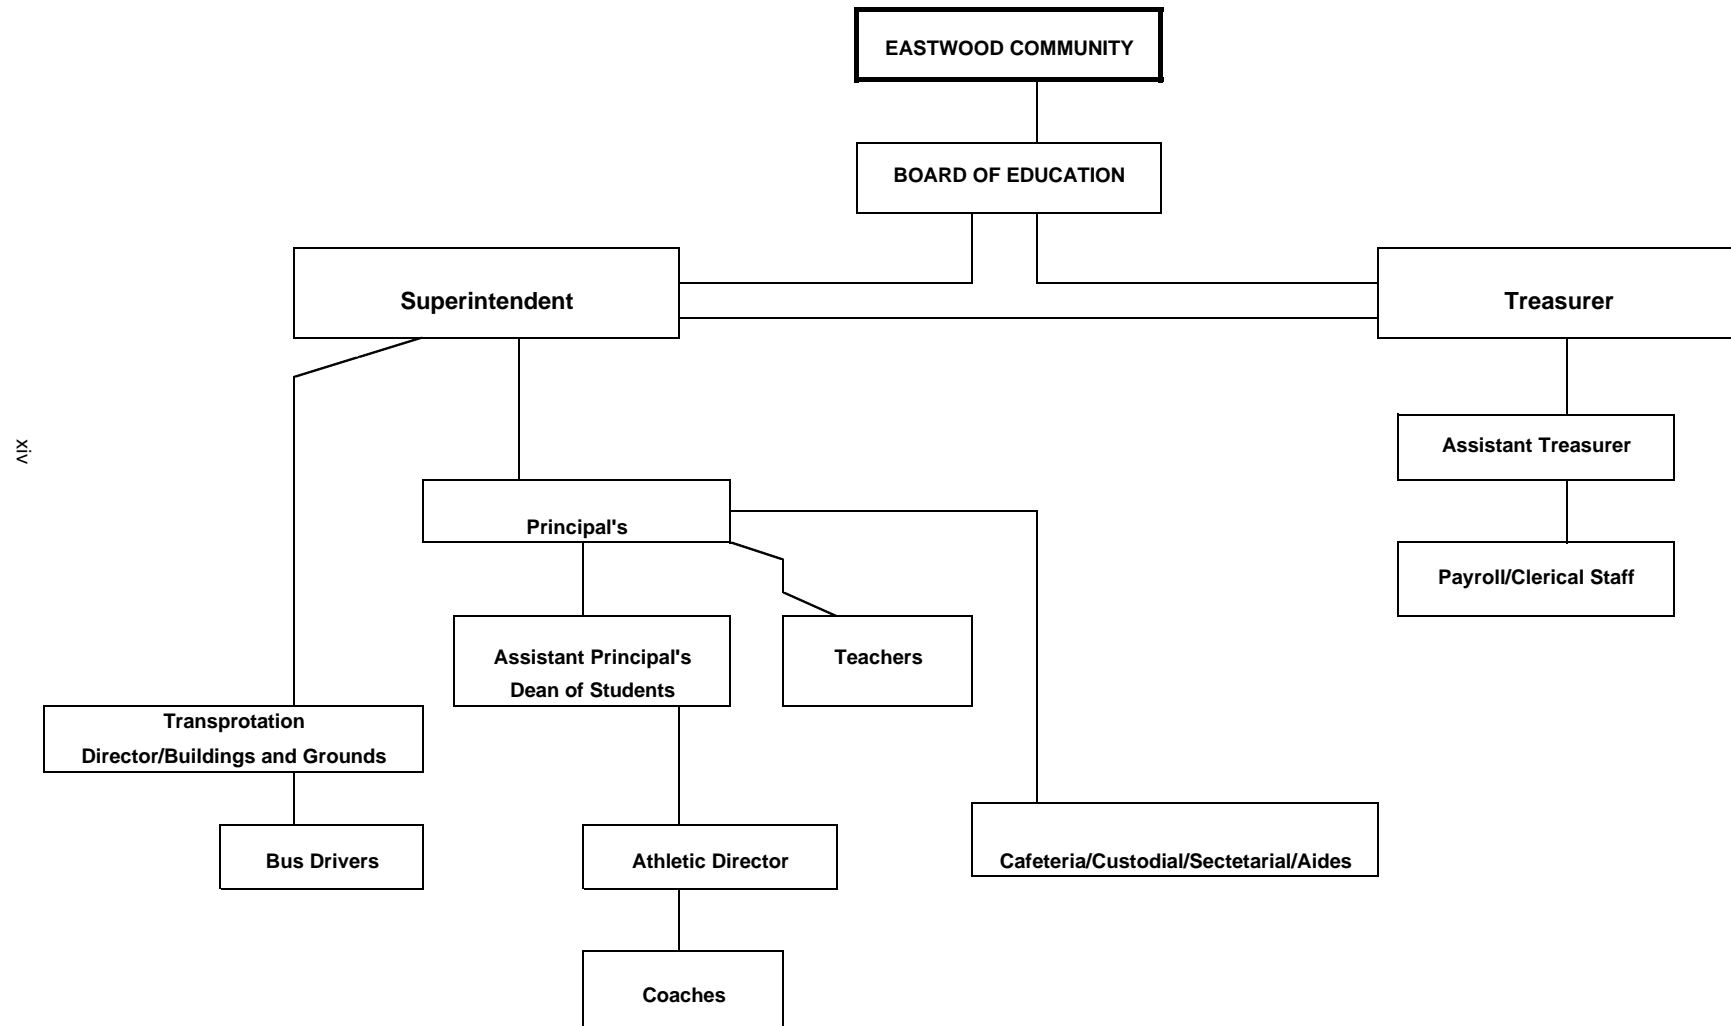 EASTWOOD COMMUNITY
BOARD OF EDUCATION
Superintendent
Treasurer
xiv
Assistant Treasurer
Principal's
Payroll/Clerical Staff
Assistant Principal's
Dean of Students
Teachers
Transprotation
Director/Buildings and Grounds
Bus Drivers
Athletic Director
Cafeteria/Custodial/Sectetarial/Aides
Coaches